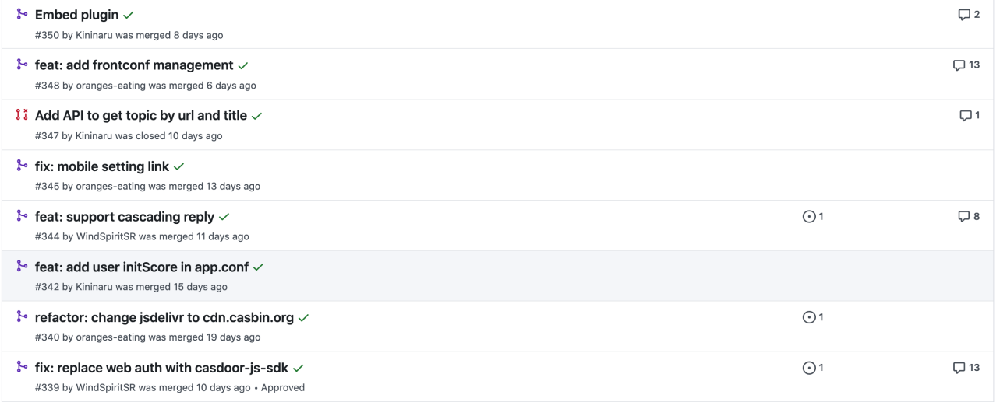 Embed plugin 2
#350 by Kininaru was merged 8 days ago
feat: add frontconf management 13
#348 by oranges-eating was merged 6 days ago
Add API to get topic by url and title 1
#347 by Kininaru was closed 10 days ago
fix: mobile setting link
#345 by oranges-eating was merged 13 days ago
feat: support cascading reply 1 8
#344 by WindSpiritSR was merged 11 days ago
feat: add user initScore in app.conf
#342 by Kininaru was merged 15 days ago
refactor: change jsdelivr to cdn.casbin.org 1
#340 by oranges-eating was merged 19 days ago
fix: replace web auth with casdoor-js-sdk 1 13
#339 by WindSpiritSR was merged 10 days ago • Approved